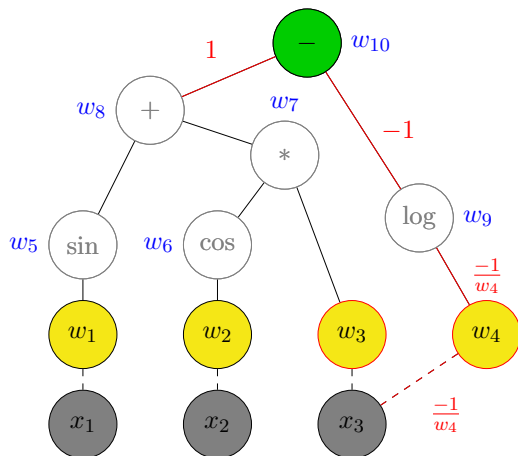 1
−
w₁₀
w₈
+
w₇
*
−1
w₅
sin
w₆
cos
log
w₉
−1/w₄
w₁
w₂
w₃
w₄
−1/w₄
x₁
x₂
x₃